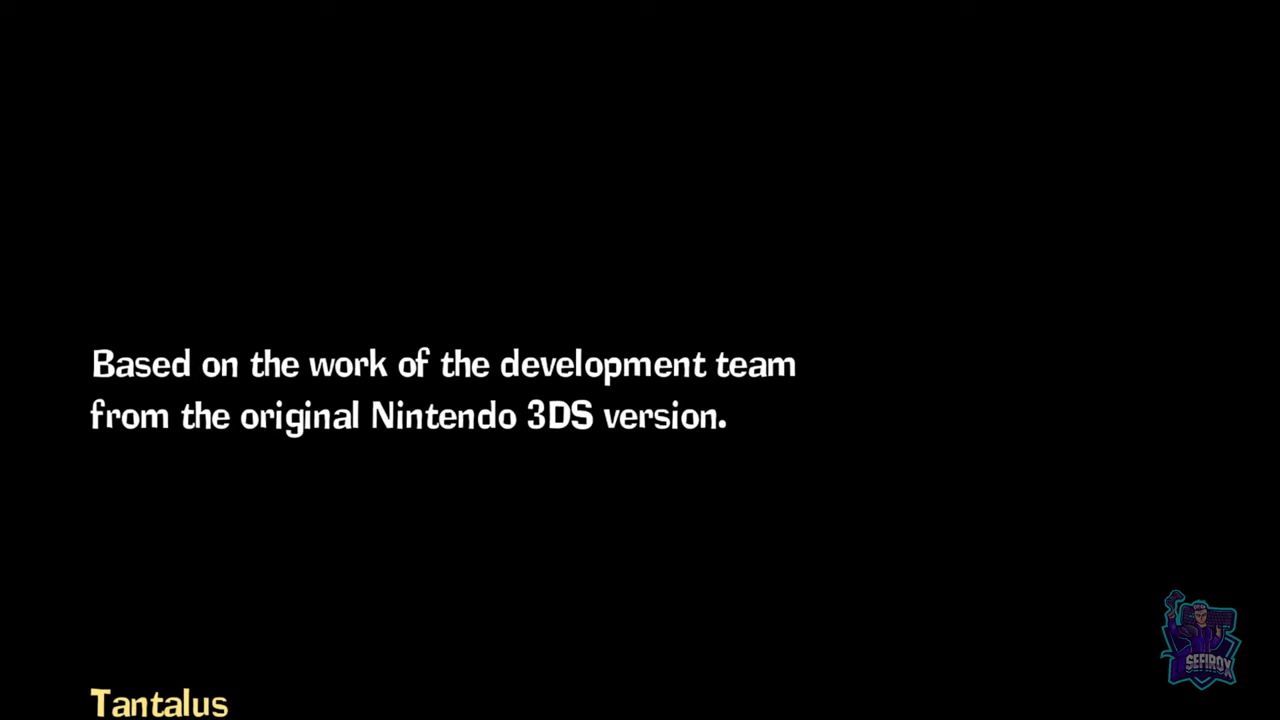 Based on the work of the development team
from the original Nintendo 3DS version.
Tantalus
SEFIROX